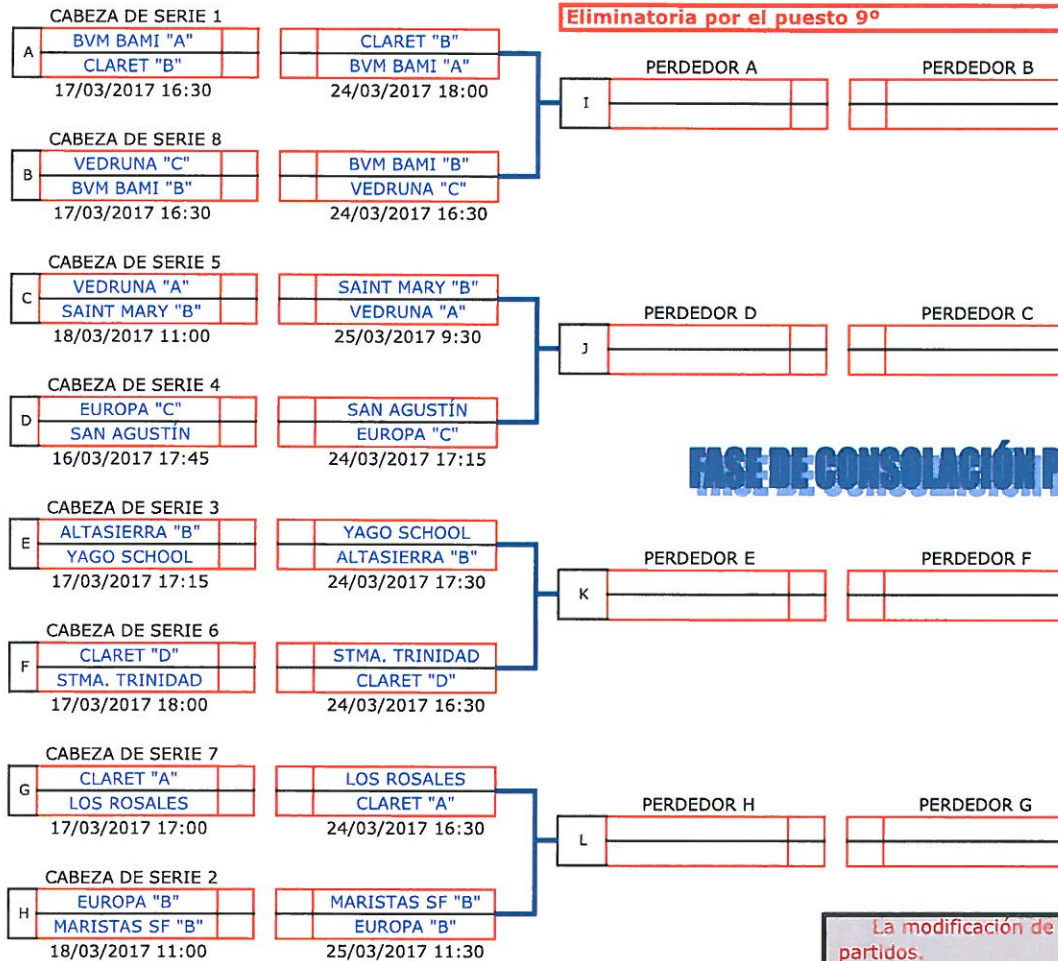 Eliminatoria por el puesto 9º
CABEZA DE SERIE 1
A
BVM BAMI "A"
CLARET "B"
17/03/2017 16:30
CLARET "B"
BVM BAMI "A"
24/03/2017 18:00
CABEZA DE SERIE 8
B
VEDRUNA "C"
BVM BAMI "B"
17/03/2017 16:30
BVM BAMI "B"
VEDRUNA "C"
24/03/2017 16:30
PERDEDOR A
PERDEDOR B
I
CABEZA DE SERIE 5
C
VEDRUNA "A"
SAINT MARY "B"
18/03/2017 11:00
SAINT MARY "B"
VEDRUNA "A"
25/03/2017 9:30
CABEZA DE SERIE 4
D
EUROPA "C"
SAN AGUSTÍN
16/03/2017 17:45
SAN AGUSTÍN
EUROPA "C"
24/03/2017 17:15
PERDEDOR D
PERDEDOR C
J
FASE DE CONSOLACIÓN P
CABEZA DE SERIE 3
E
ALTASIERRA "B"
YAGO SCHOOL
17/03/2017 17:15
YAGO SCHOOL
ALTASIERRA "B"
24/03/2017 17:30
CABEZA DE SERIE 6
F
CLARET "D"
STMA. TRINIDAD
17/03/2017 18:00
STMA. TRINIDAD
CLARET "D"
24/03/2017 16:30
PERDEDOR E
PERDEDOR F
K
CABEZA DE SERIE 7
G
CLARET "A"
LOS ROSALES
17/03/2017 17:00
LOS ROSALES
CLARET "A"
24/03/2017 16:30
CABEZA DE SERIE 2
H
EUROPA "B"
MARISTAS SF "B"
18/03/2017 11:00
MARISTAS SF "B"
EUROPA "B"
25/03/2017 11:30
PERDEDOR H
PERDEDOR G
L
La modificación de
partidos.